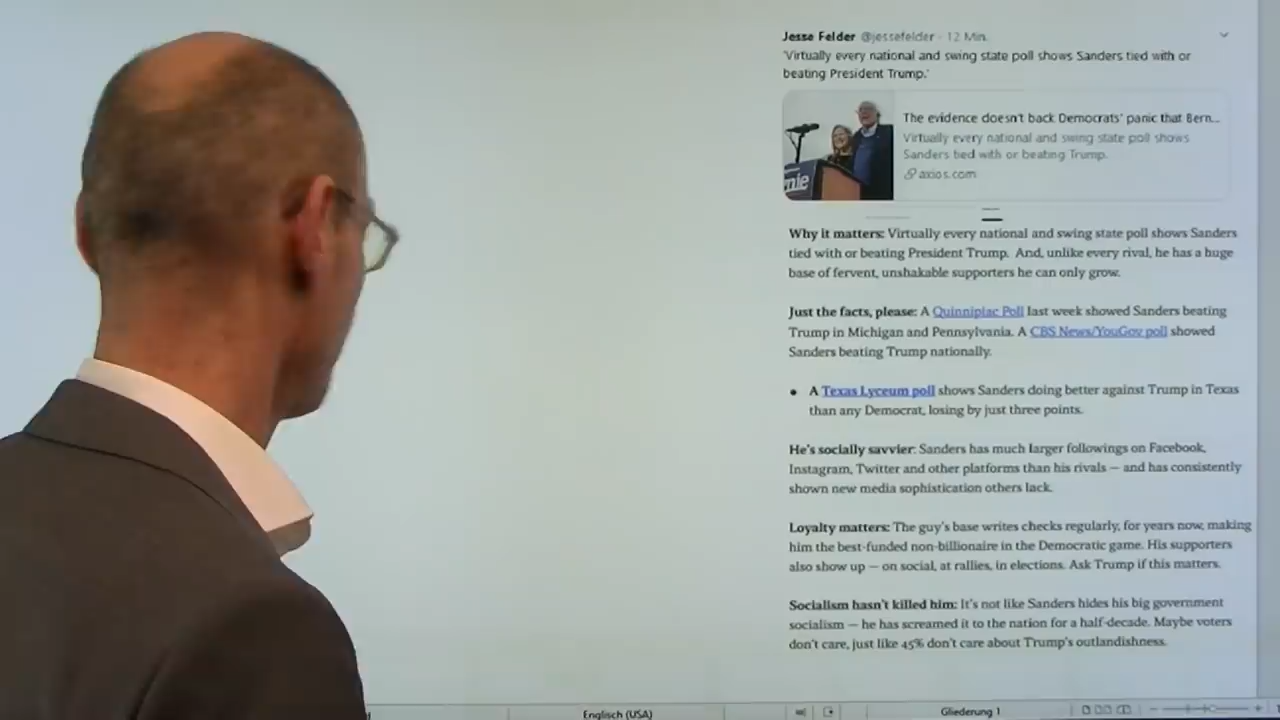 Jesse Felder @jessefelder · 12 Min.
'Virtually every national and swing state poll shows Sanders tied with or
beating President Trump.'
The evidence doesn't back Democrats' panic that Bern...
Virtually every national and swing state poll shows
Sanders tied with or beating Trump.
axios.com
nie
Why it matters: Virtually every national and swing state poll shows Sanders
tied with or beating President Trump. And, unlike every rival, he has a huge
base of fervent, unshakable supporters he can only grow.
Just the facts, please: A Quinnipiac Poll last week showed Sanders beating
Trump in Michigan and Pennsylvania. A CBS News/YouGov poll showed
Sanders beating Trump nationally.
• A Texas Lyceum poll shows Sanders doing better against Trump in Texas
than any Democrat, losing by just three points.
He's socially savvier: Sanders has much larger followings on Facebook,
Instagram, Twitter and other platforms than his rivals — and has consistently
shown new media sophistication others lack.
Loyalty matters: The guy's base writes checks regularly, for years now, making
him the best-funded non-billionaire in the Democratic game. His supporters
also show up — on social, at rallies, in elections. Ask Trump if this matters.
Socialism hasn't killed him: It's not like Sanders hides his big government
socialism — he has screamed it to the nation for a half-decade. Maybe voters
don't care, just like 45% don't care about Trump's outlandishness.
Englisch (USA)
Gliederung 1